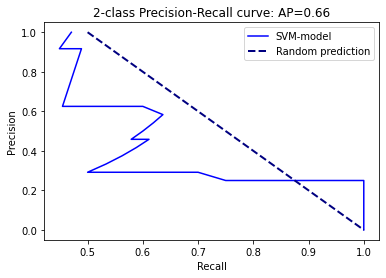 2-class Precision-Recall curve: AP=0.66
SVM-model
Random prediction
Precision
1.0
0.8
0.6
0.4
0.2
0.0
0.5 0.6 0.7 0.8 0.9 1.0
Recall